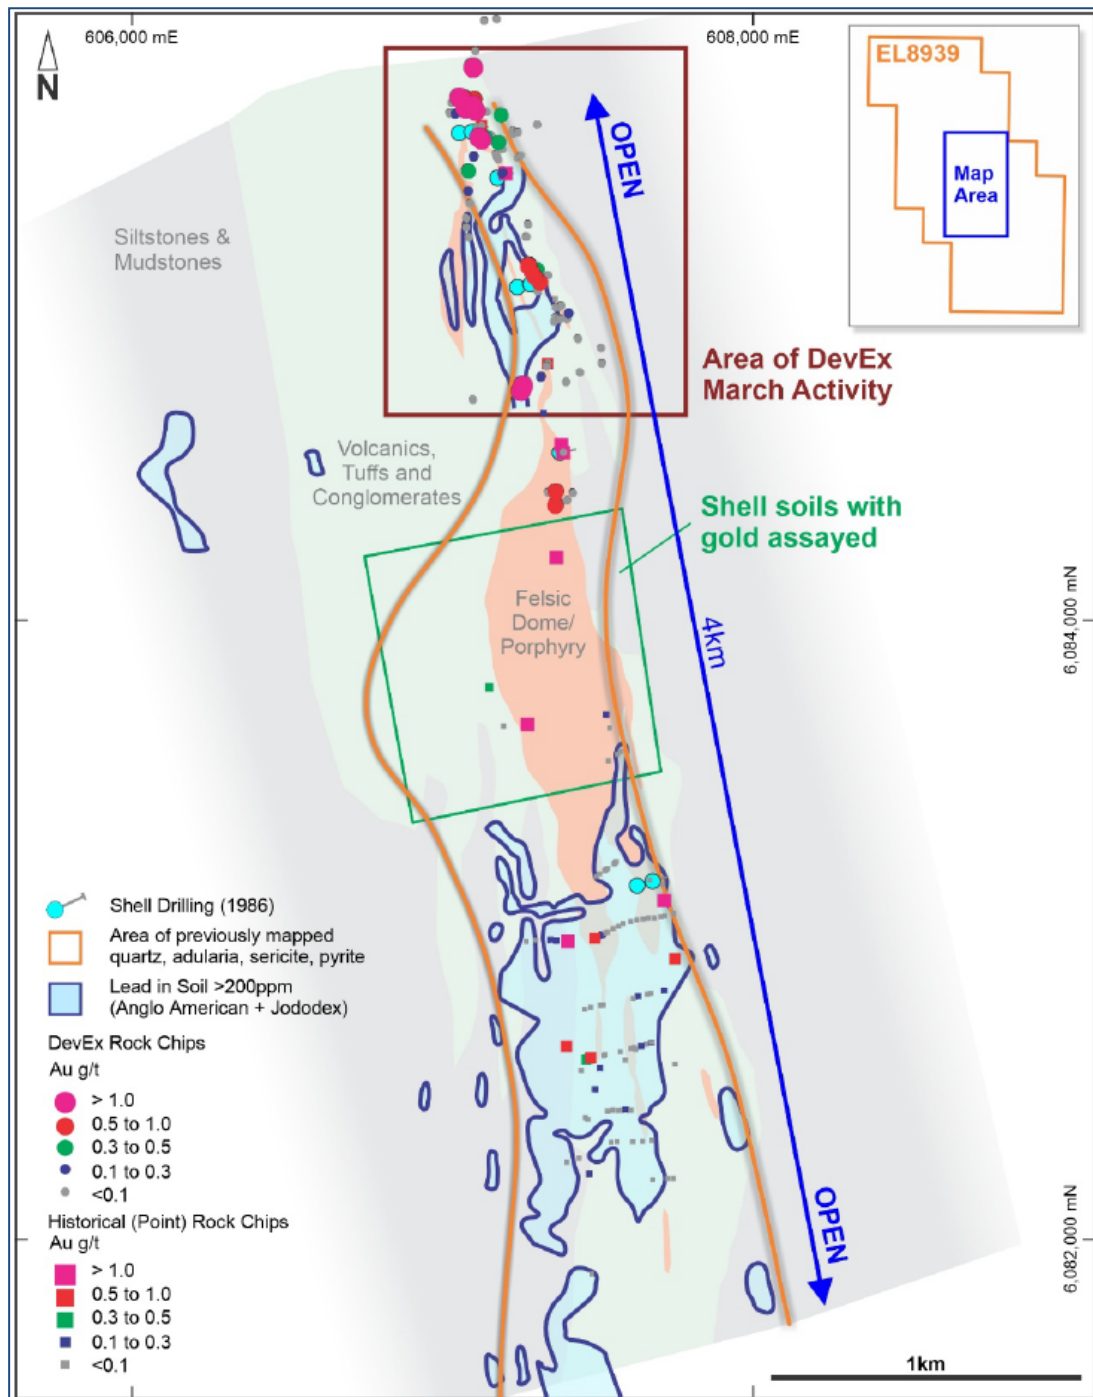 606,000 mE
608,000 mE
N
EL8939
Map
Area
OPEN
Siltstones &
Mudstones
Area of DevEx
March Activity
Volcanics,
Tuffs and
Conglomerates
Shell soils with
gold assayed
Felsic
Dome/
Porphyry
4km
6,084,000 mN
Shell Drilling (1986)
Area of previously mapped
quartz, adularia, sericite, pyrite
Lead in Soil >200ppm
(Anglo American + Jododex)
DevEx Rock Chips
Au g/t
> 1.0
0.5 to 1.0
0.3 to 0.5
0.1 to 0.3
<0.1
Historical (Point) Rock Chips
Au g/t
> 1.0
0.5 to 1.0
0.3 to 0.5
0.1 to 0.3
<0.1
OPEN
6,082,000 mN
1km